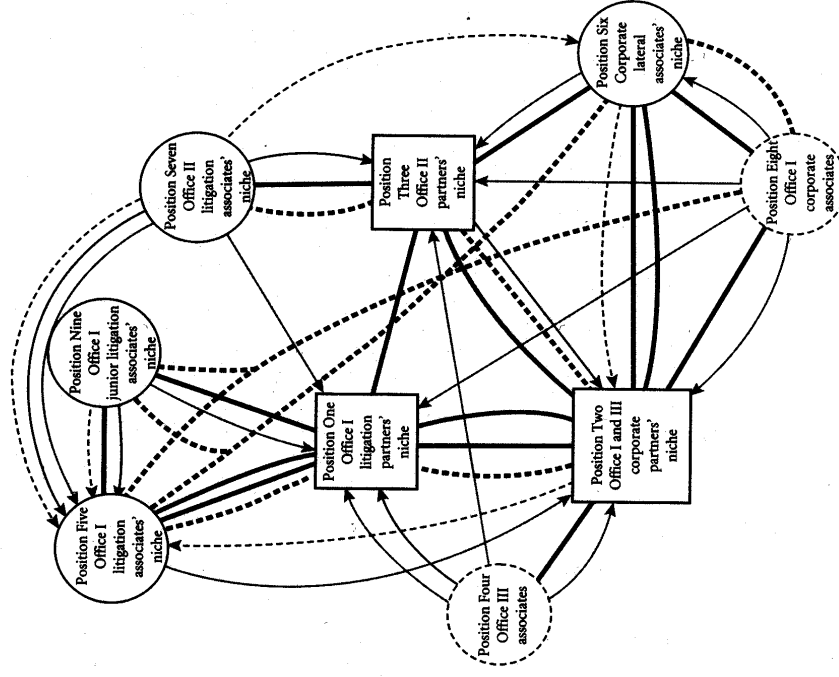 Position Six
Corporate
lateral
associates'
niche
Position Seven
Office II
litigation
associates'
niche
Position
Three
Office II
partners'
niche
Position Eight
Office I
corporate
associates
Position Nine
Office I
junior litigation
associates'
niche
Position One
Office I
litigation
partners'
niche
Position Two
Office I and III
corporate
partners'
niche
Position Five
Office I
litigation
associates'
niche
Position Four
Office III
associates